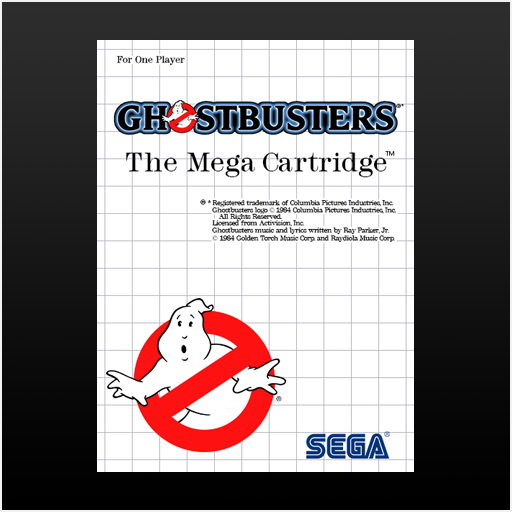 For One Player
GHOSTBUSTERS®*
The Mega Cartridge™
® * Registered trademark of Columbia Pictures Industries, Inc.
Ghostbusters logo © 1984 Columbia Pictures Industries, Inc.
All Rights Reserved.
Licensed from Activision, Inc.
Ghostbusters music and lyrics written by Ray Parker, Jr.
© 1984 Golden Torch Music Corp. and Raydiola Music Corp.
®
SEGA®